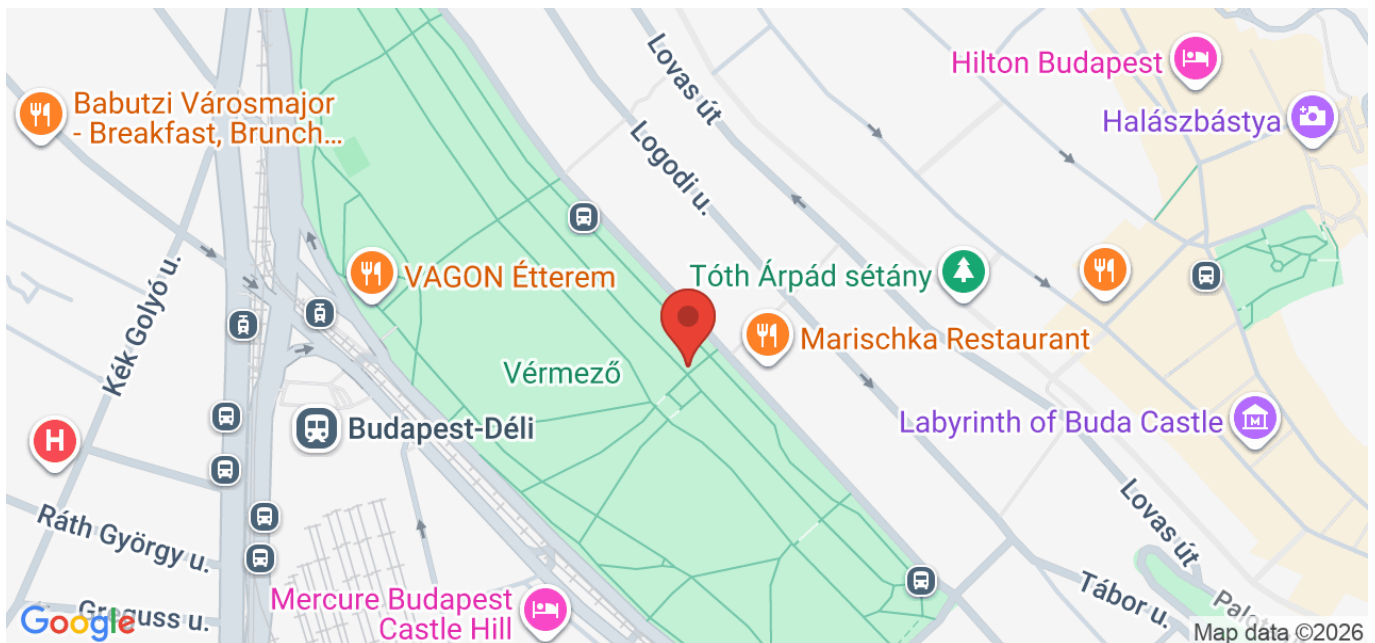 Lovas út
Hilton Budapest
Babutzi Városmajor
- Breakfast, Brunch...
Halászbástya
Logodi u.
VAGON Étterem
Tóth Árpád sétány
Kék Golyó u.
Marischka Restaurant
Vérmező
Budapest-Déli
H
Labyrinth of Buda Castle
M
Ráth György u.
Lovas út
Mercure Budapest
Castle Hill
Tábor u.
Google
Map data ©2026